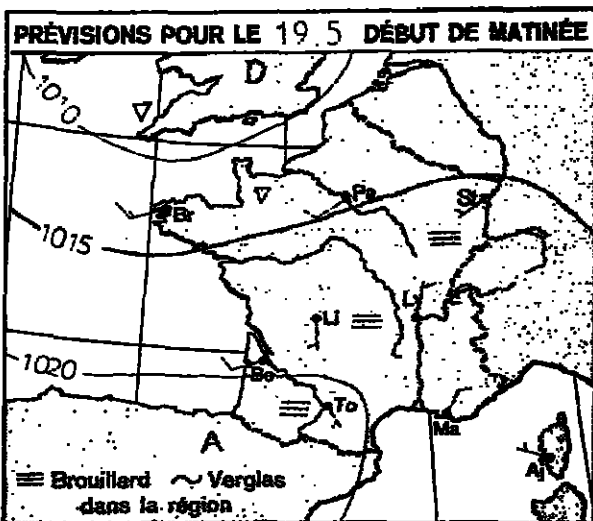 PRÉVISIONS POUR LE 19.5 DÉBUT DE MATINÉE
D
1010
Br
Pa
St
1015
Li
Ly
1020
Bo
To
Ma
A
Aj
Brouillard Verglas
dans la région